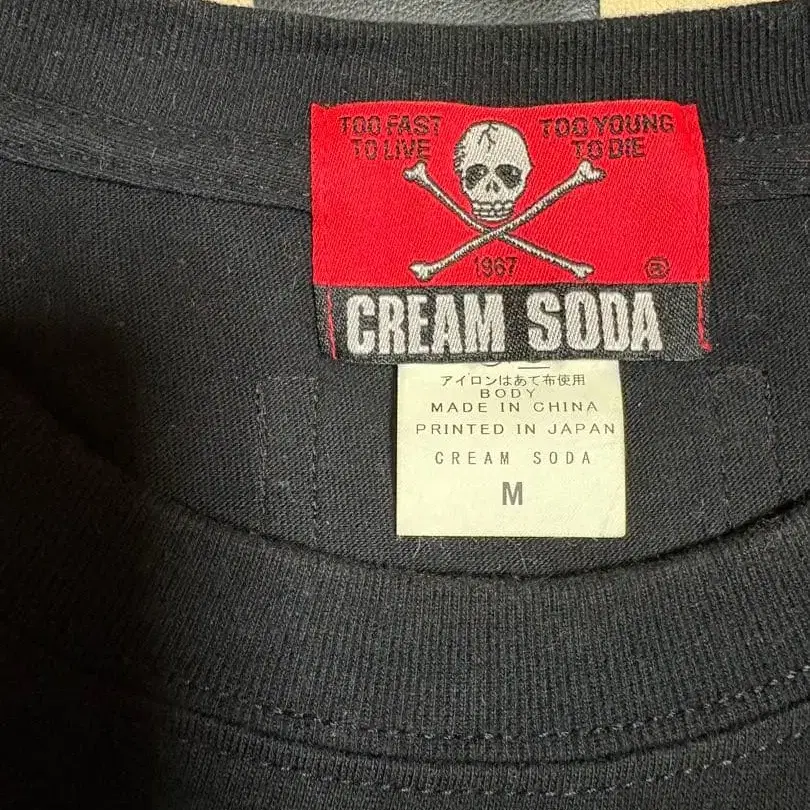 TOO FAST TOO YOUNG
TO LIVE TO DIE
1967 ®
CREAM SODA
アイロンはあて布使用
BODY
MADE IN CHINA
PRINTED IN JAPAN
CREAM SODA
M